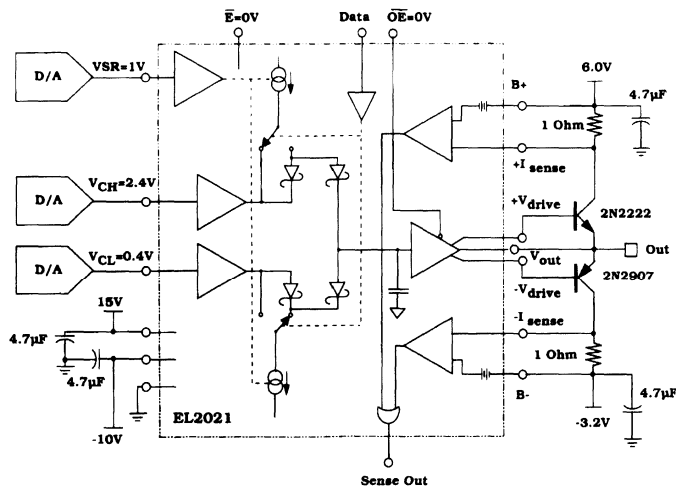 E=0V
Data
OE=0V
D/A
VSR=1V
6.0V
B+
4.7µF
1 Ohm
+I sense
D/A
VCH=2.4V
+Vdrive
2N2222
D/A
VCL=0.4V
Vout
Out
2N2907
-Vdrive
15V
4.7µF
-I sense
1 Ohm
4.7µF
4.7µF
B-
EL2021
-10V
-3.2V
Sense Out